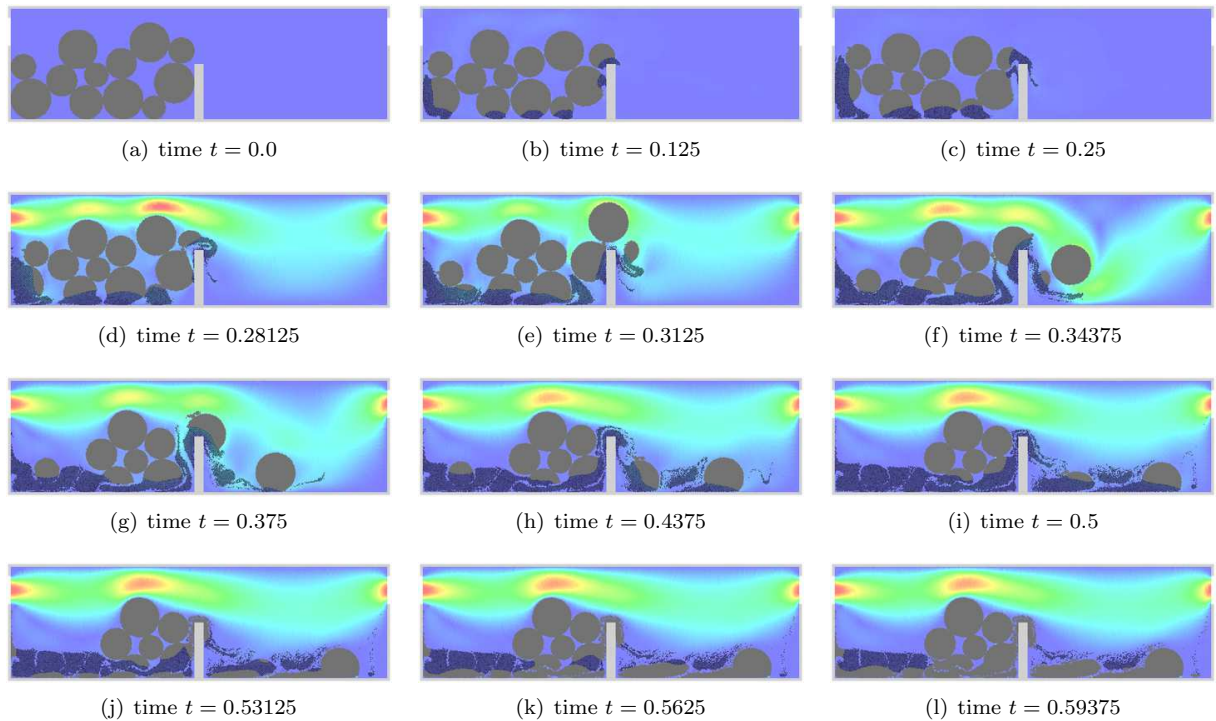 (a) time t = 0.0
(b) time t = 0.125
(c) time t = 0.25
(d) time t = 0.28125
(e) time t = 0.3125
(f) time t = 0.34375
(g) time t = 0.375
(h) time t = 0.4375
(i) time t = 0.5
(j) time t = 0.53125
(k) time t = 0.5625
(l) time t = 0.59375